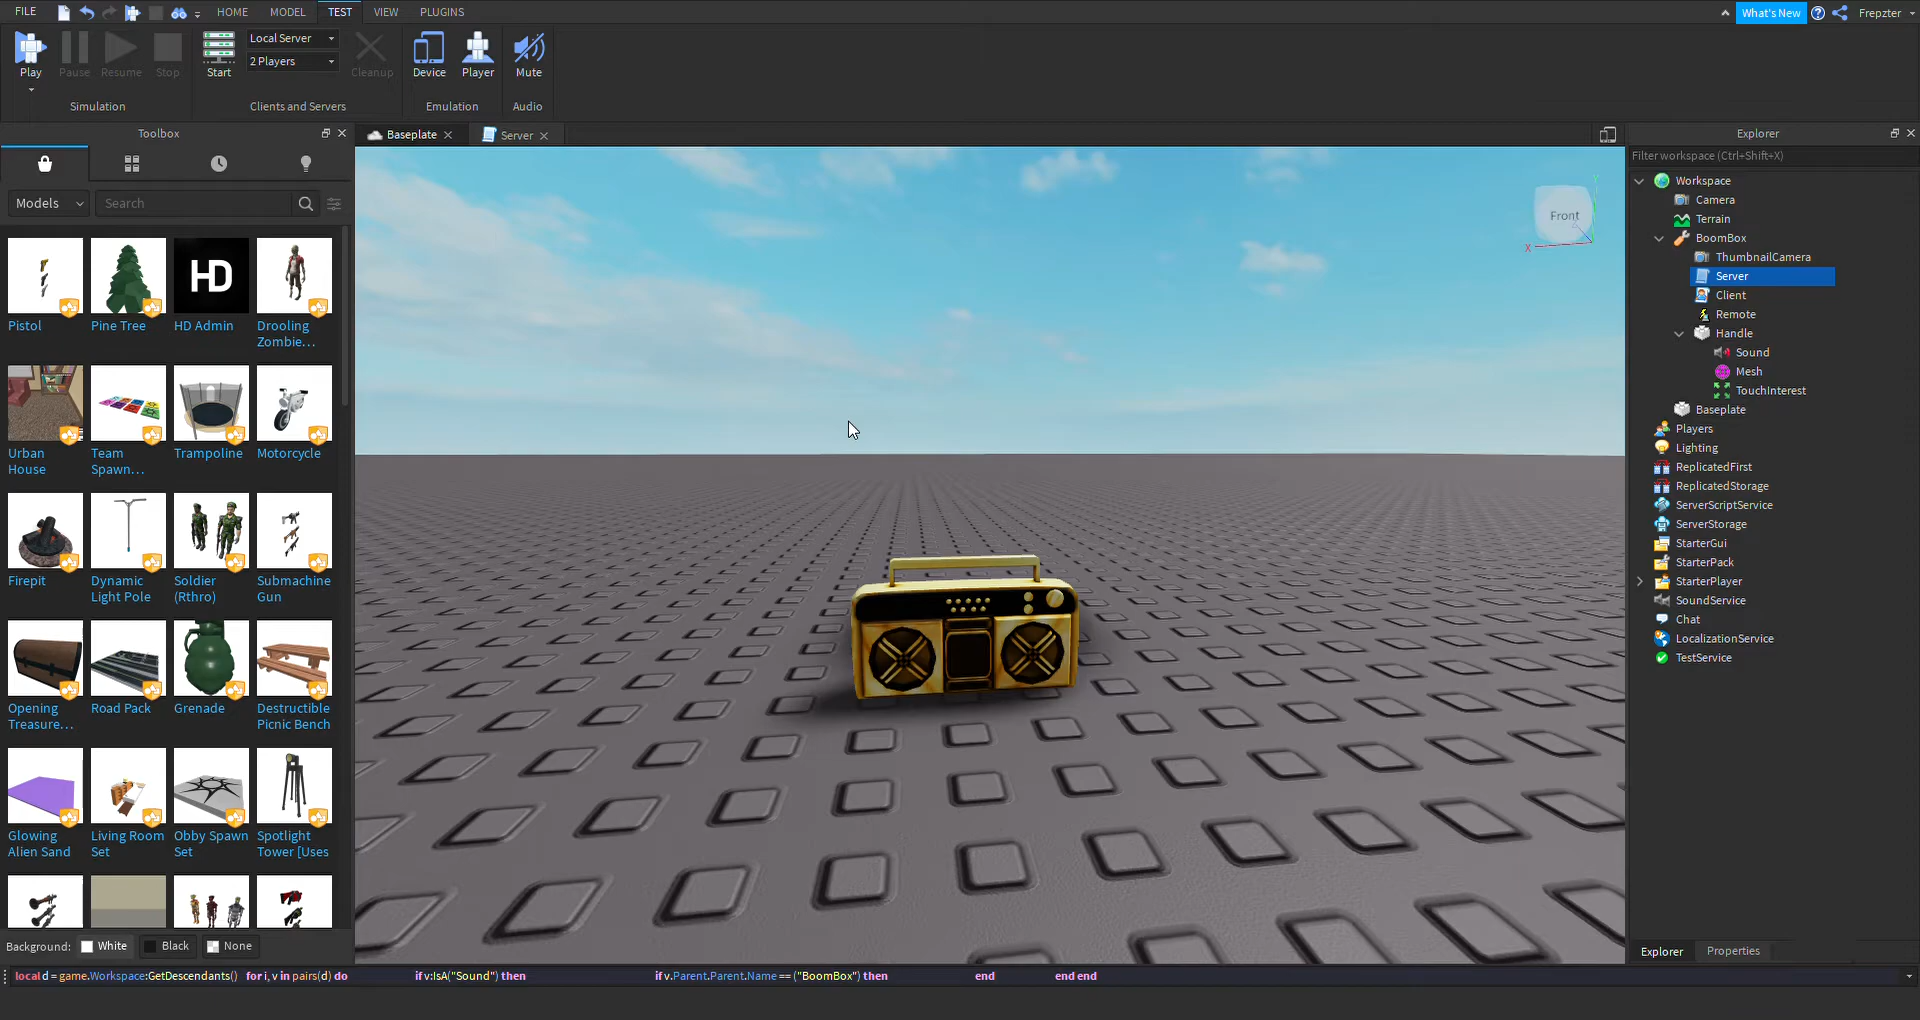 FILE HOME MODEL TEST VIEW PLUGINS What's New Frepzter
Play Pause Resume Stop Start Local Server 2 Players Cleanup Device Player Mute
Simulation Clients and Servers Emulation Audio
Toolbox
Models Search
Pistol Pine Tree HD Admin Drooling Zombie...
Urban House Team Spawn... Trampoline Motorcycle
Firepit Dynamic Light Pole Soldier (Rthro) Submachine Gun
Opening Treasure... Road Pack Grenade Destructible Picnic Bench
Glowing Alien Sand Living Room Set Obby Spawn Set Spotlight Tower [Uses
Background: White Black None
Baseplate Server
HD
Front
X
Y
Explorer
Filter workspace (Ctrl+Shift+X)
Workspace
Camera
Terrain
BoomBox
ThumbnailCamera
Server
Client
Remote
Handle
Sound
Mesh
TouchInterest
Baseplate
Players
Lighting
ReplicatedFirst
ReplicatedStorage
ServerScriptService
ServerStorage
StarterGui
StarterPack
StarterPlayer
SoundService
Chat
LocalizationService
TestService
Explorer Properties
local d = game.Workspace:GetDescendants() for i, v in pairs(d) do if v:IsA("Sound") then if v.Parent.Parent.Name == ("BoomBox") then end end end